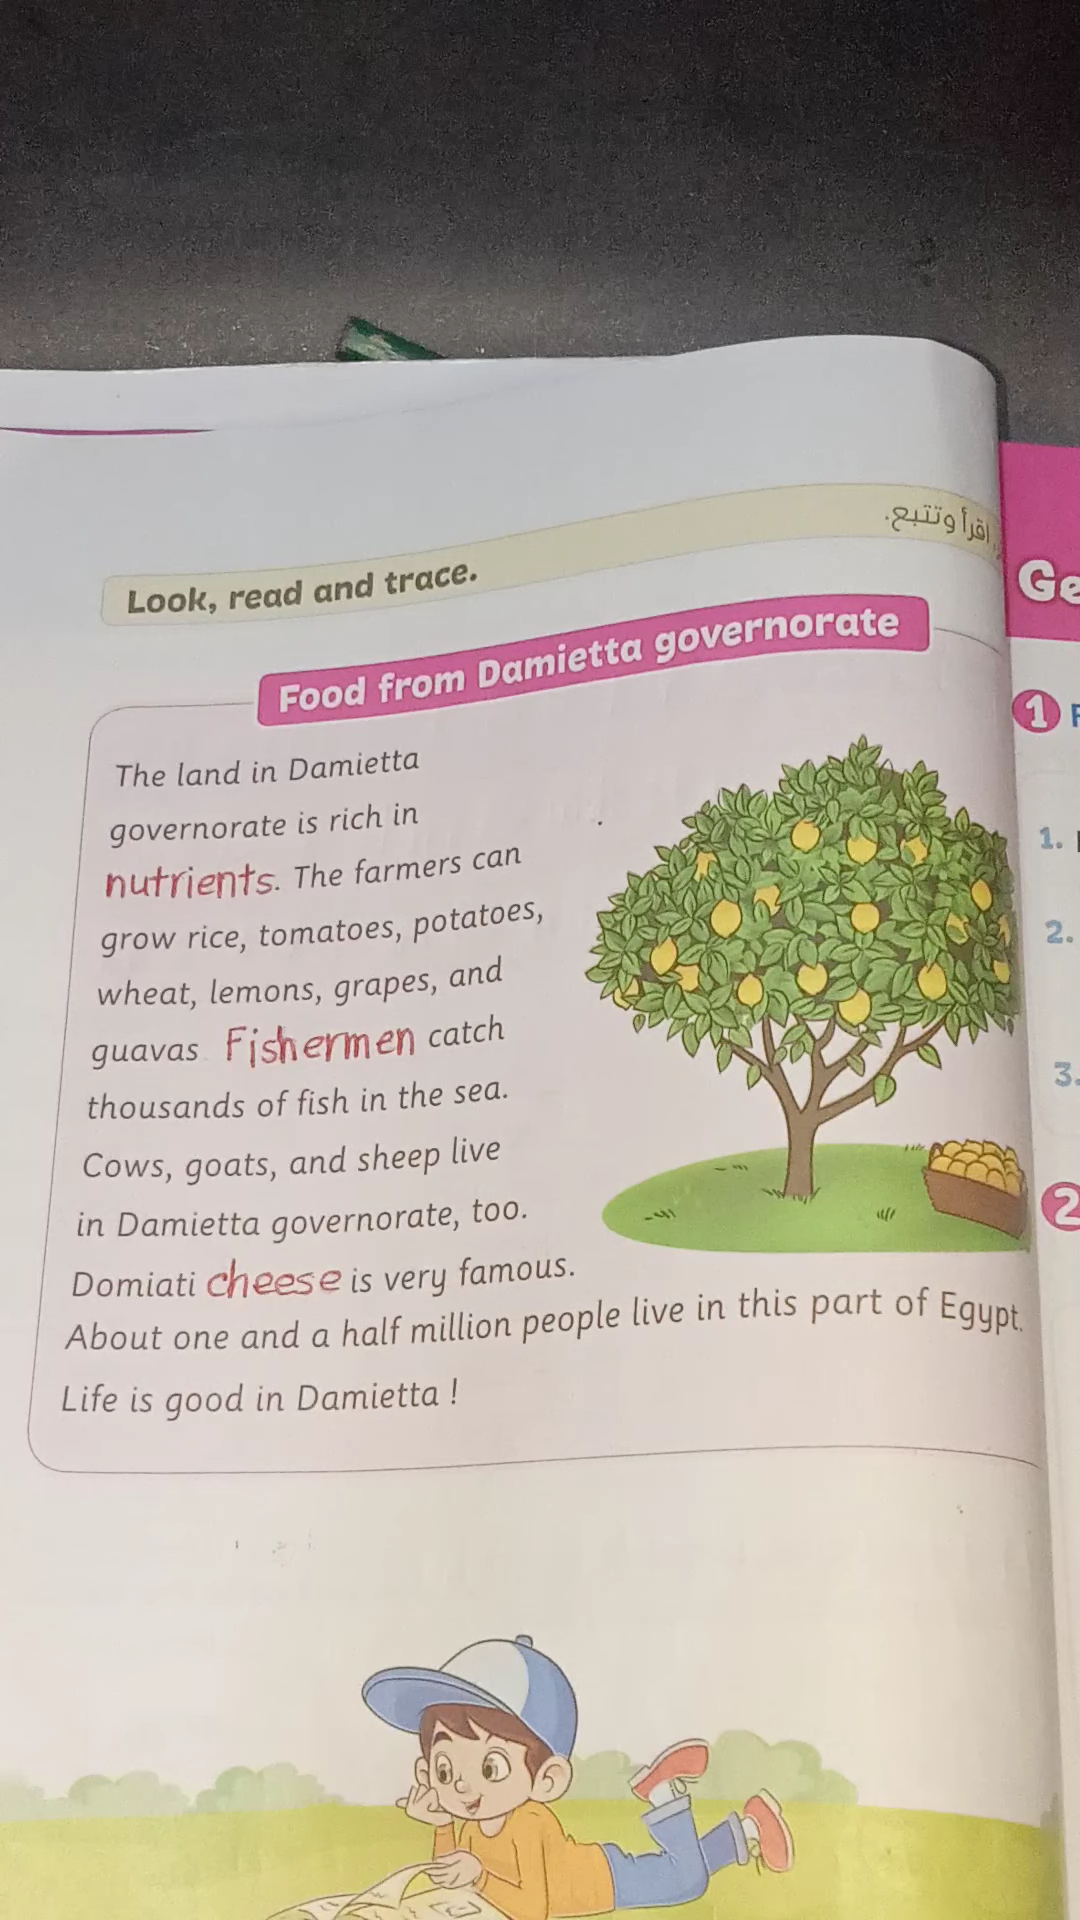 اقرأ وتتبع.
Look, read and trace.
Food from Damietta governorate
The land in Damietta
governorate is rich in
nutrients. The farmers can
grow rice, tomatoes, potatoes,
wheat, lemons, grapes, and
guavas Fishermen catch
thousands of fish in the sea.
Cows, goats, and sheep live
in Damietta governorate, too.
Domiati cheese is very famous.
About one and a half million people live in this part of Egypt.
Life is good in Damietta !
1
1.
2.
3.
2